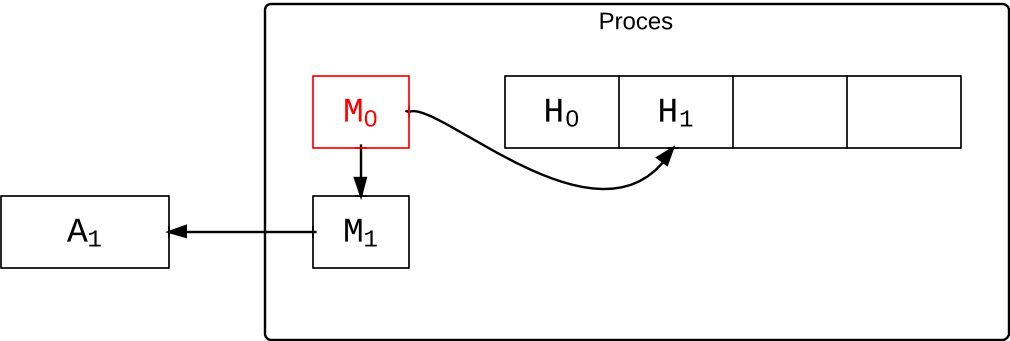 Proces
M₀
H₀
H₁
A₁
M₁